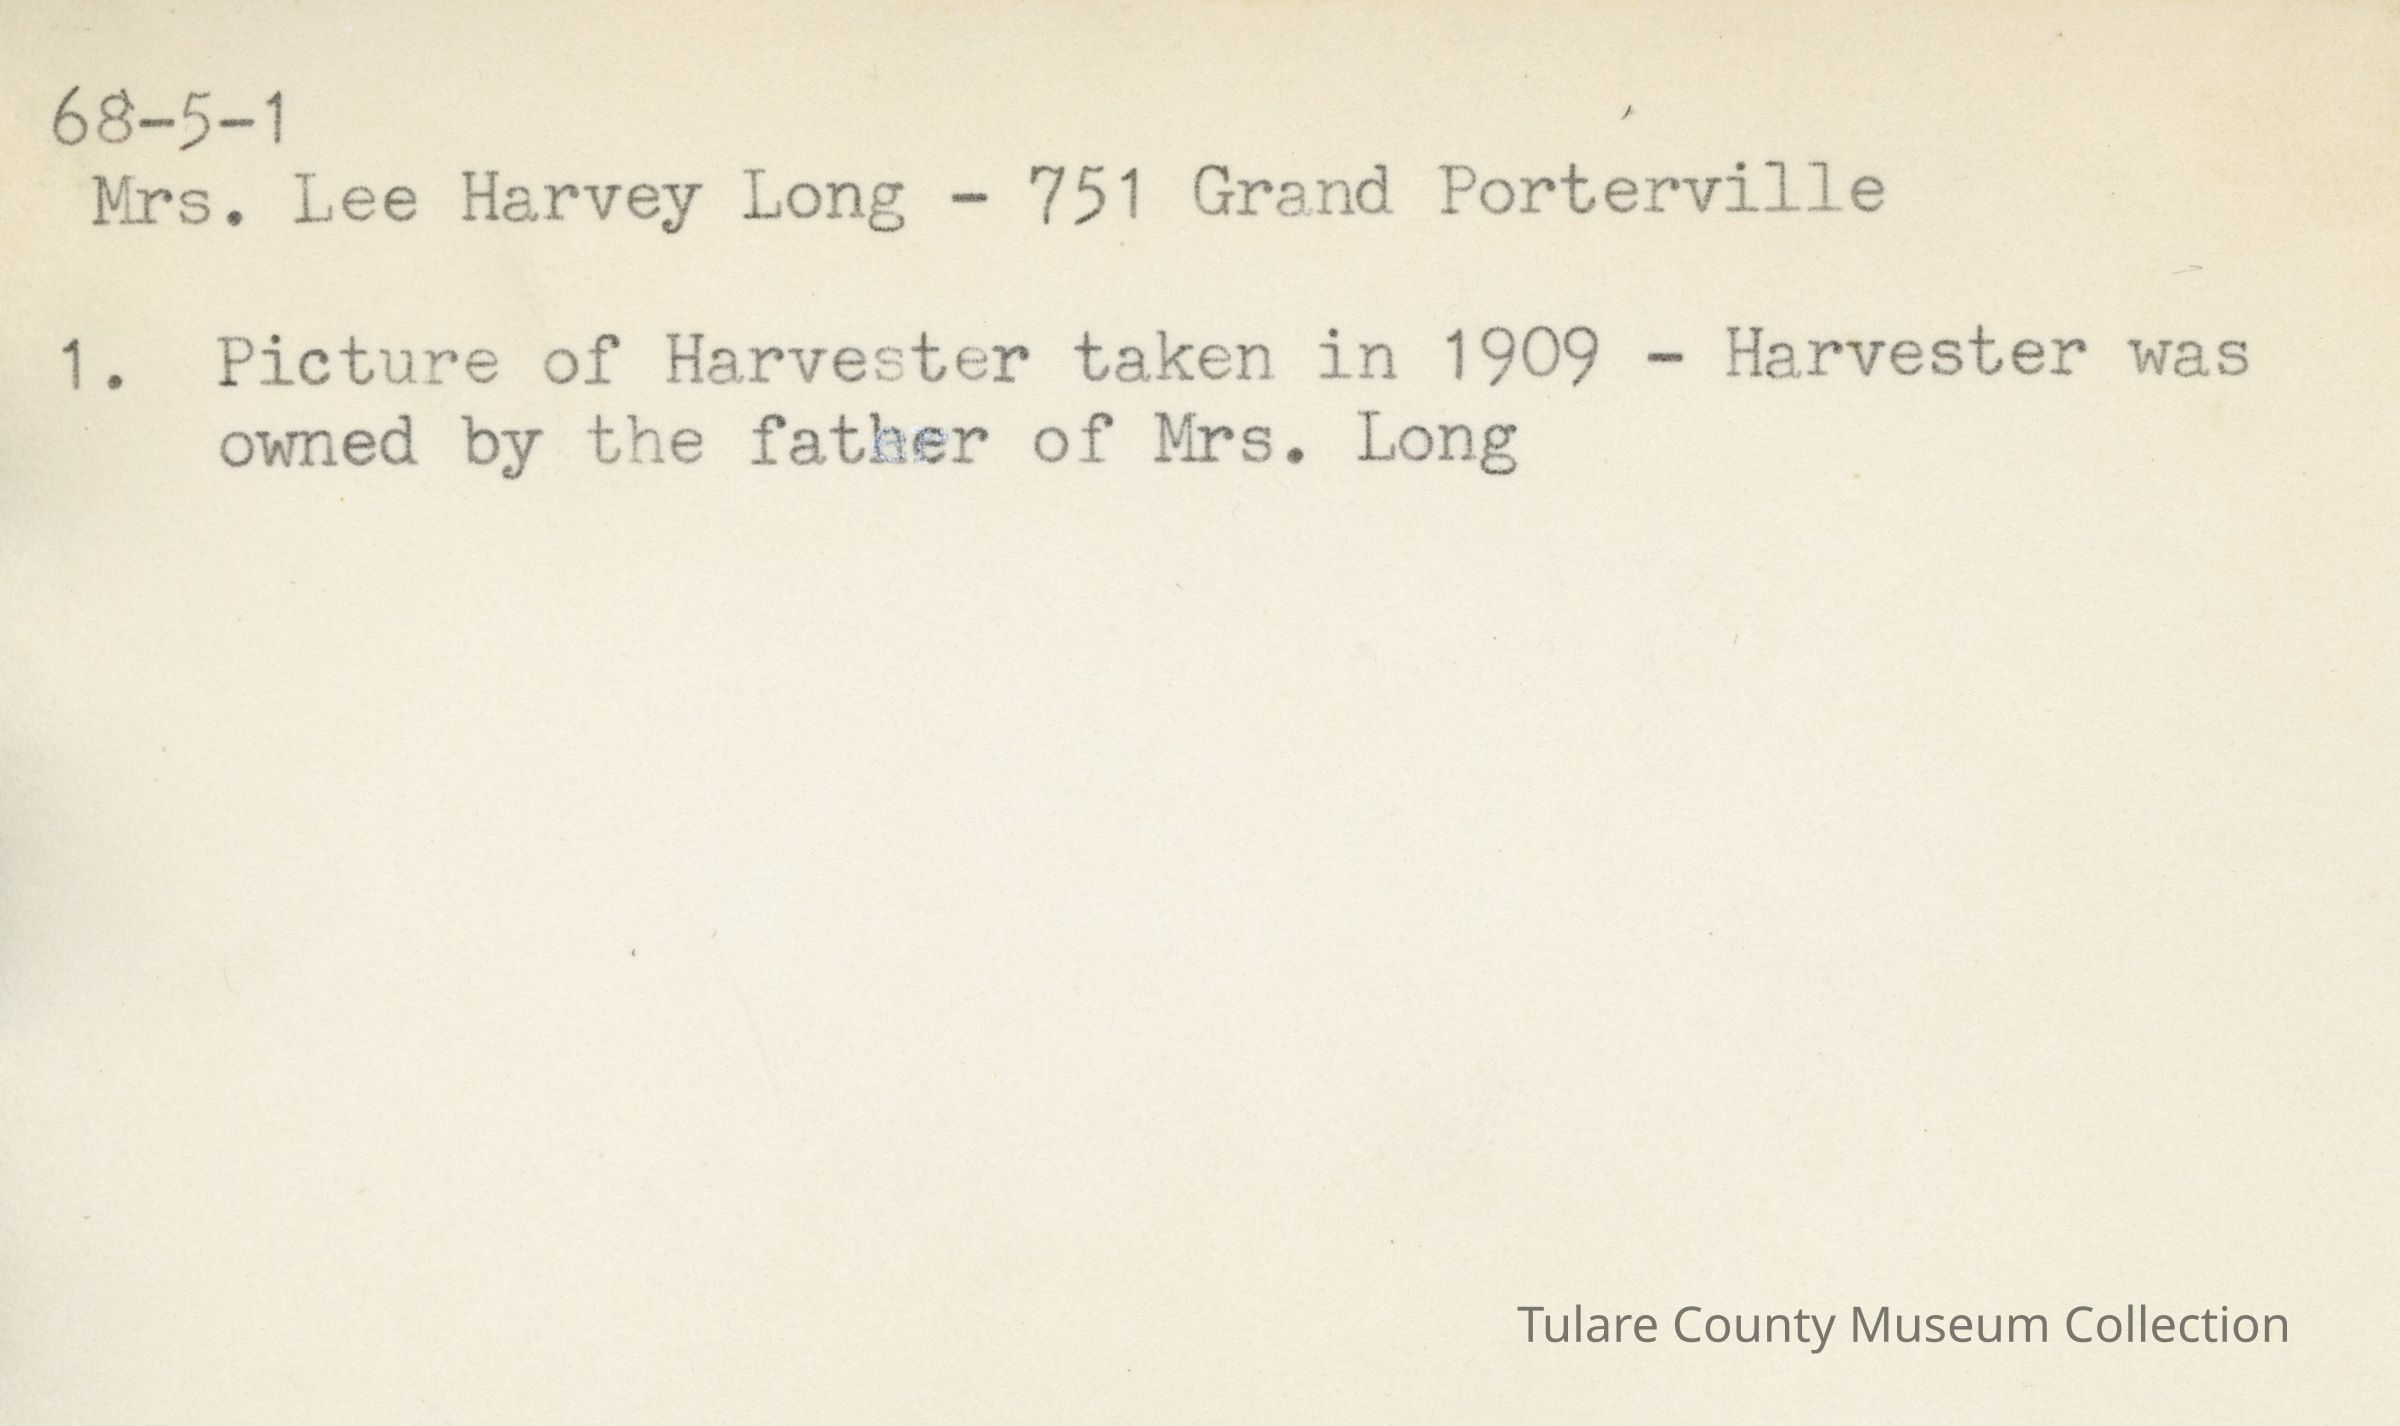 68-5-1
Mrs. Lee Harvey Long - 751 Grand Porterville
1. Picture of Harvester taken in 1909 - Harvester was
owned by the father of Mrs. Long
Tulare County Museum Collection